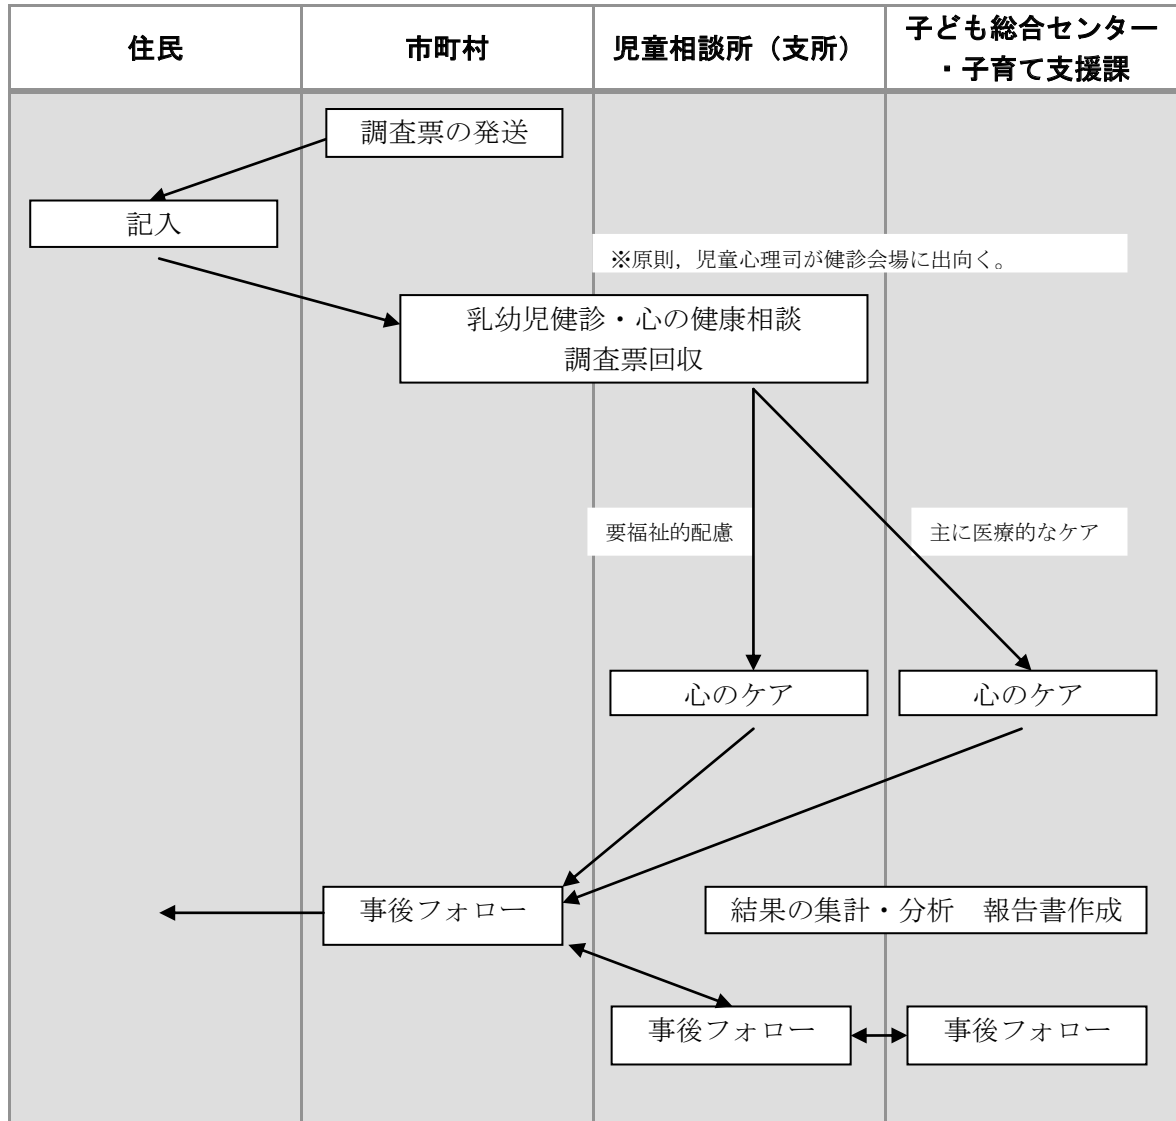 住民
市町村
児童相談所（支所）
子ども総合センター
・子育て支援課
調査票の発送
記入
※原則，児童心理司が健診会場に出向く。
乳幼児健診・心の健康相談
調査票回収
要福祉的配慮
主に医療的なケア
心のケア
心のケア
事後フォロー
結果の集計・分析　報告書作成
事後フォロー
事後フォロー